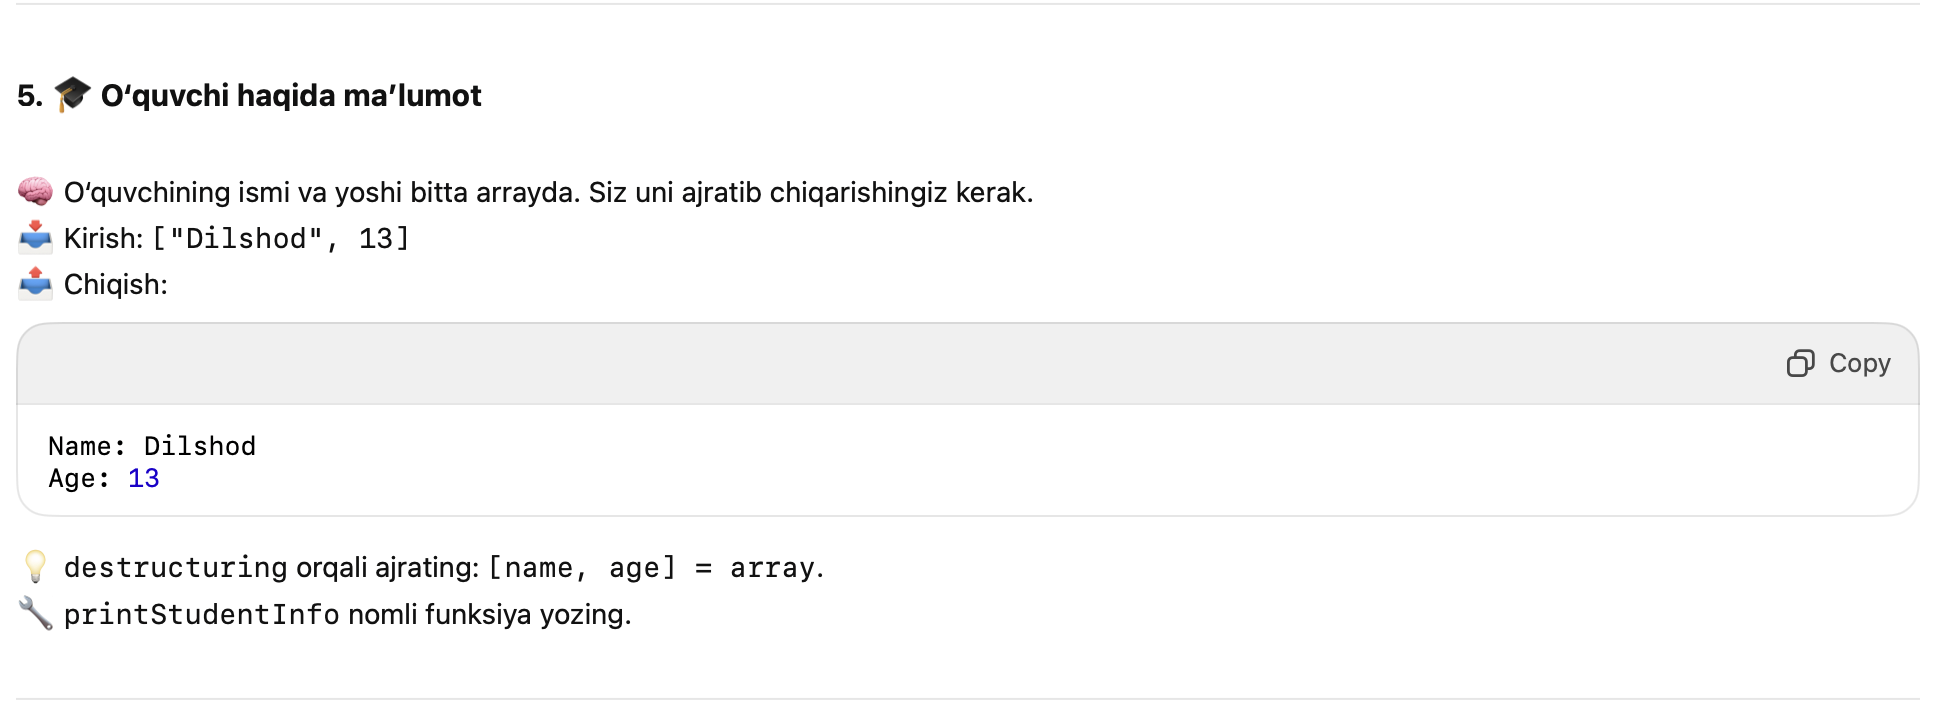 5. 🎓 O‘quvchi haqida ma’lumot
🧠 O‘quvchining ismi va yoshi bitta arrayda. Siz uni ajratib chiqarishingiz kerak.
📥 Kirish: ["Dilshod", 13]
📤 Chiqish:
Copy
Name: Dilshod
Age: 13
💡 destructuring orqali ajrating: [name, age] = array.
🔧 printStudentInfo nomli funksiya yozing.